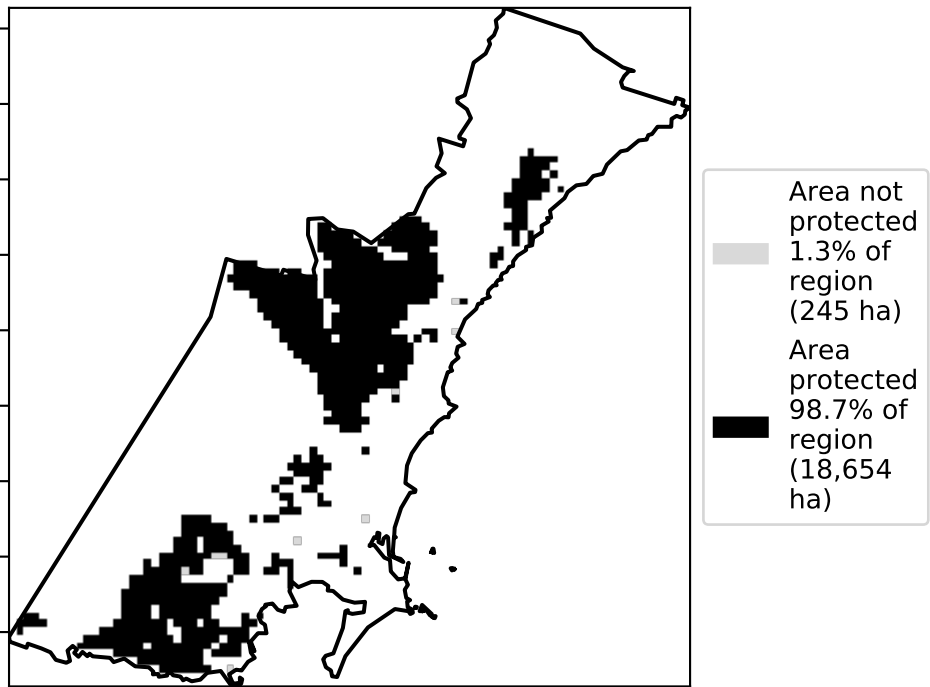 Area not
protected
1.3% of
region
(245 ha)
Area
protected
98.7% of
region
(18,654
ha)